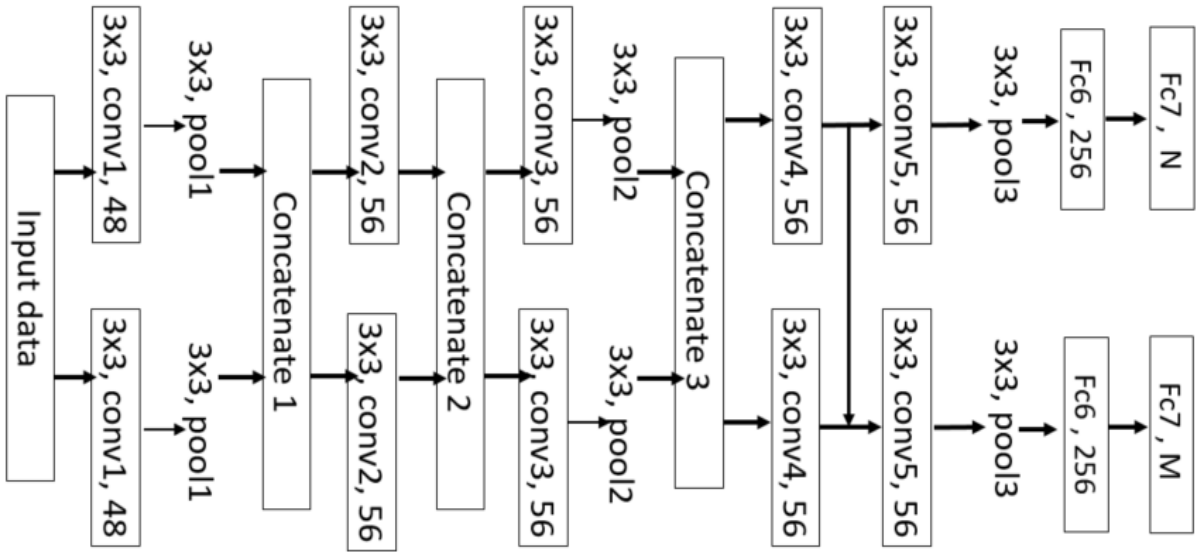 Input data
3x3, conv1, 48
3x3, conv1, 48
3x3, pool1
3x3, pool1
Concatenate 1
3x3, conv2, 56
3x3, conv2, 56
Concatenate 2
3x3, conv3, 56
3x3, conv3, 56
3x3, pool2
3x3, pool2
Concatenate 3
3x3, conv4, 56
3x3, conv4, 56
3x3, conv5, 56
3x3, conv5, 56
3x3, pool3
3x3, pool3
Fc6 , 256
Fc6 , 256
Fc7 , N
Fc7 , M